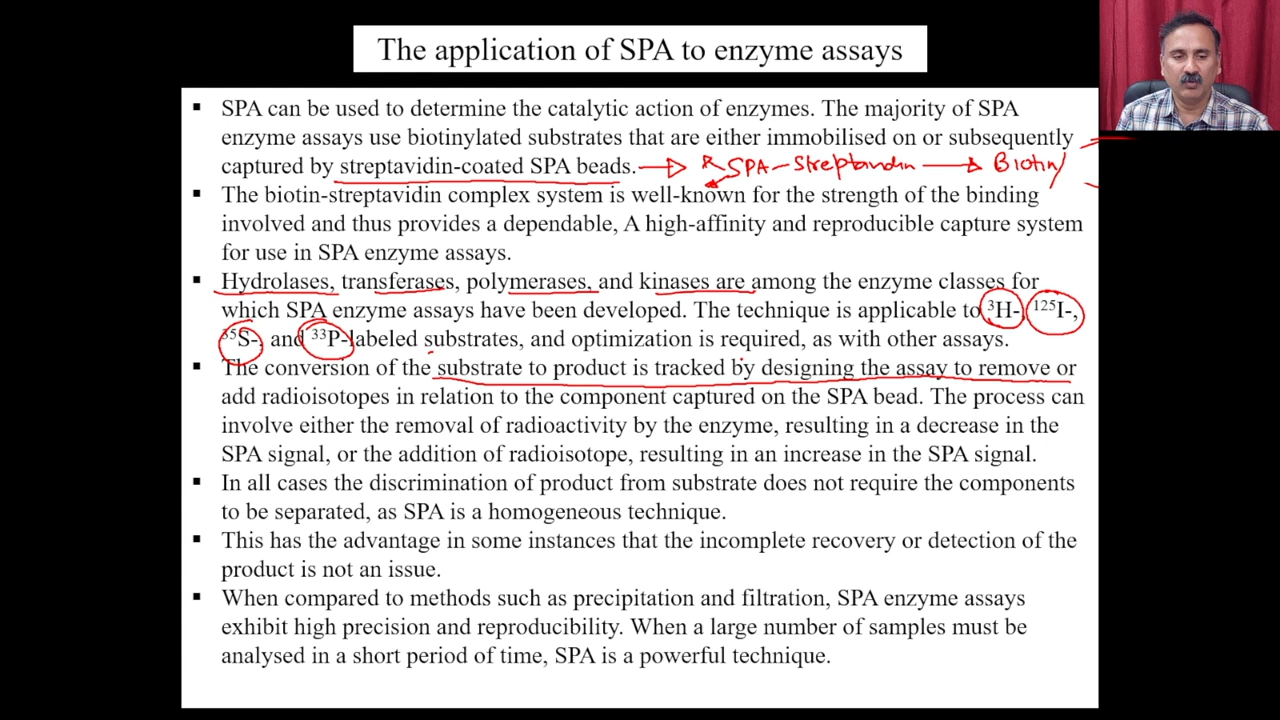 The application of SPA to enzyme assays
▪ SPA can be used to determine the catalytic action of enzymes. The majority of SPA
enzyme assays use biotinylated substrates that are either immobilised on or subsequently
captured by streptavidin-coated SPA beads. → SPA-Streptavidin → Biotin
▪ The biotin-streptavidin complex system is well-known for the strength of the binding
involved and thus provides a dependable, A high-affinity and reproducible capture system
for use in SPA enzyme assays.
▪ Hydrolases, transferases, polymerases, and kinases are among the enzyme classes for
which SPA enzyme assays have been developed. The technique is applicable to ³H-, ¹²⁵I-,
³⁵S-, and ³³P-labeled substrates, and optimization is required, as with other assays.
▪ The conversion of the substrate to product is tracked by designing the assay to remove or
add radioisotopes in relation to the component captured on the SPA bead. The process can
involve either the removal of radioactivity by the enzyme, resulting in a decrease in the
SPA signal, or the addition of radioisotope, resulting in an increase in the SPA signal.
▪ In all cases the discrimination of product from substrate does not require the components
to be separated, as SPA is a homogeneous technique.
▪ This has the advantage in some instances that the incomplete recovery or detection of the
product is not an issue.
▪ When compared to methods such as precipitation and filtration, SPA enzyme assays
exhibit high precision and reproducibility. When a large number of samples must be
analysed in a short period of time, SPA is a powerful technique.